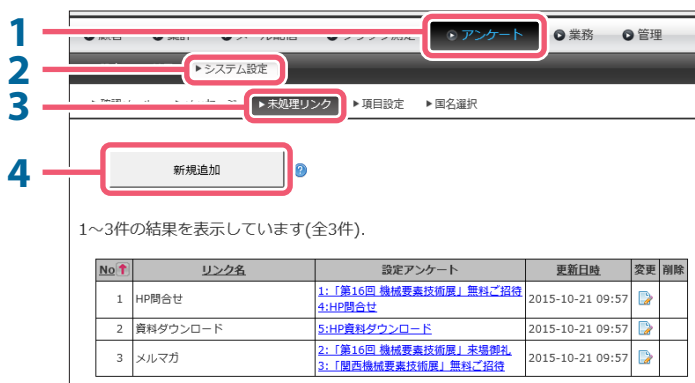 1
アンケート
業務
管理
2
システム設定
3
未処理リンク
項目設定
国名選択
4
新規追加
1～3件の結果を表示しています(全3件).
No リンク名 設定アンケート 更新日時 変更 削除
1 HP問合せ 1:「第16回 機械要素技術展」無料ご招待 2015-10-21 09:57
4:HP問合せ
2 資料ダウンロード 5:HP資料ダウンロード 2015-10-21 09:57
3 メルマガ 2:「第16回 機械要素技術展」来場御礼 2015-10-21 09:57
3:「関西機械要素技術展」無料ご招待